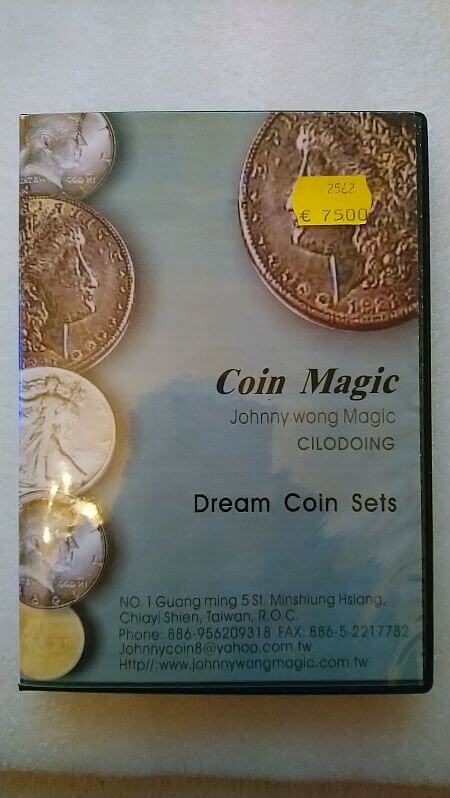 2562
€ 75.00
Coin Magic
Johnny wong Magic
CILODOING
Dream Coin Sets
NO. 1 Guang ming 5 St. Minshiung Hsiang,
Chiayi Shien, Taiwan, R.O.C.
Phone: 886-956209318 FAX: 886-5-2217782
Johnnycoin8@yahoo.com.tw
Http//:www.johnnywongmagic.com.tw